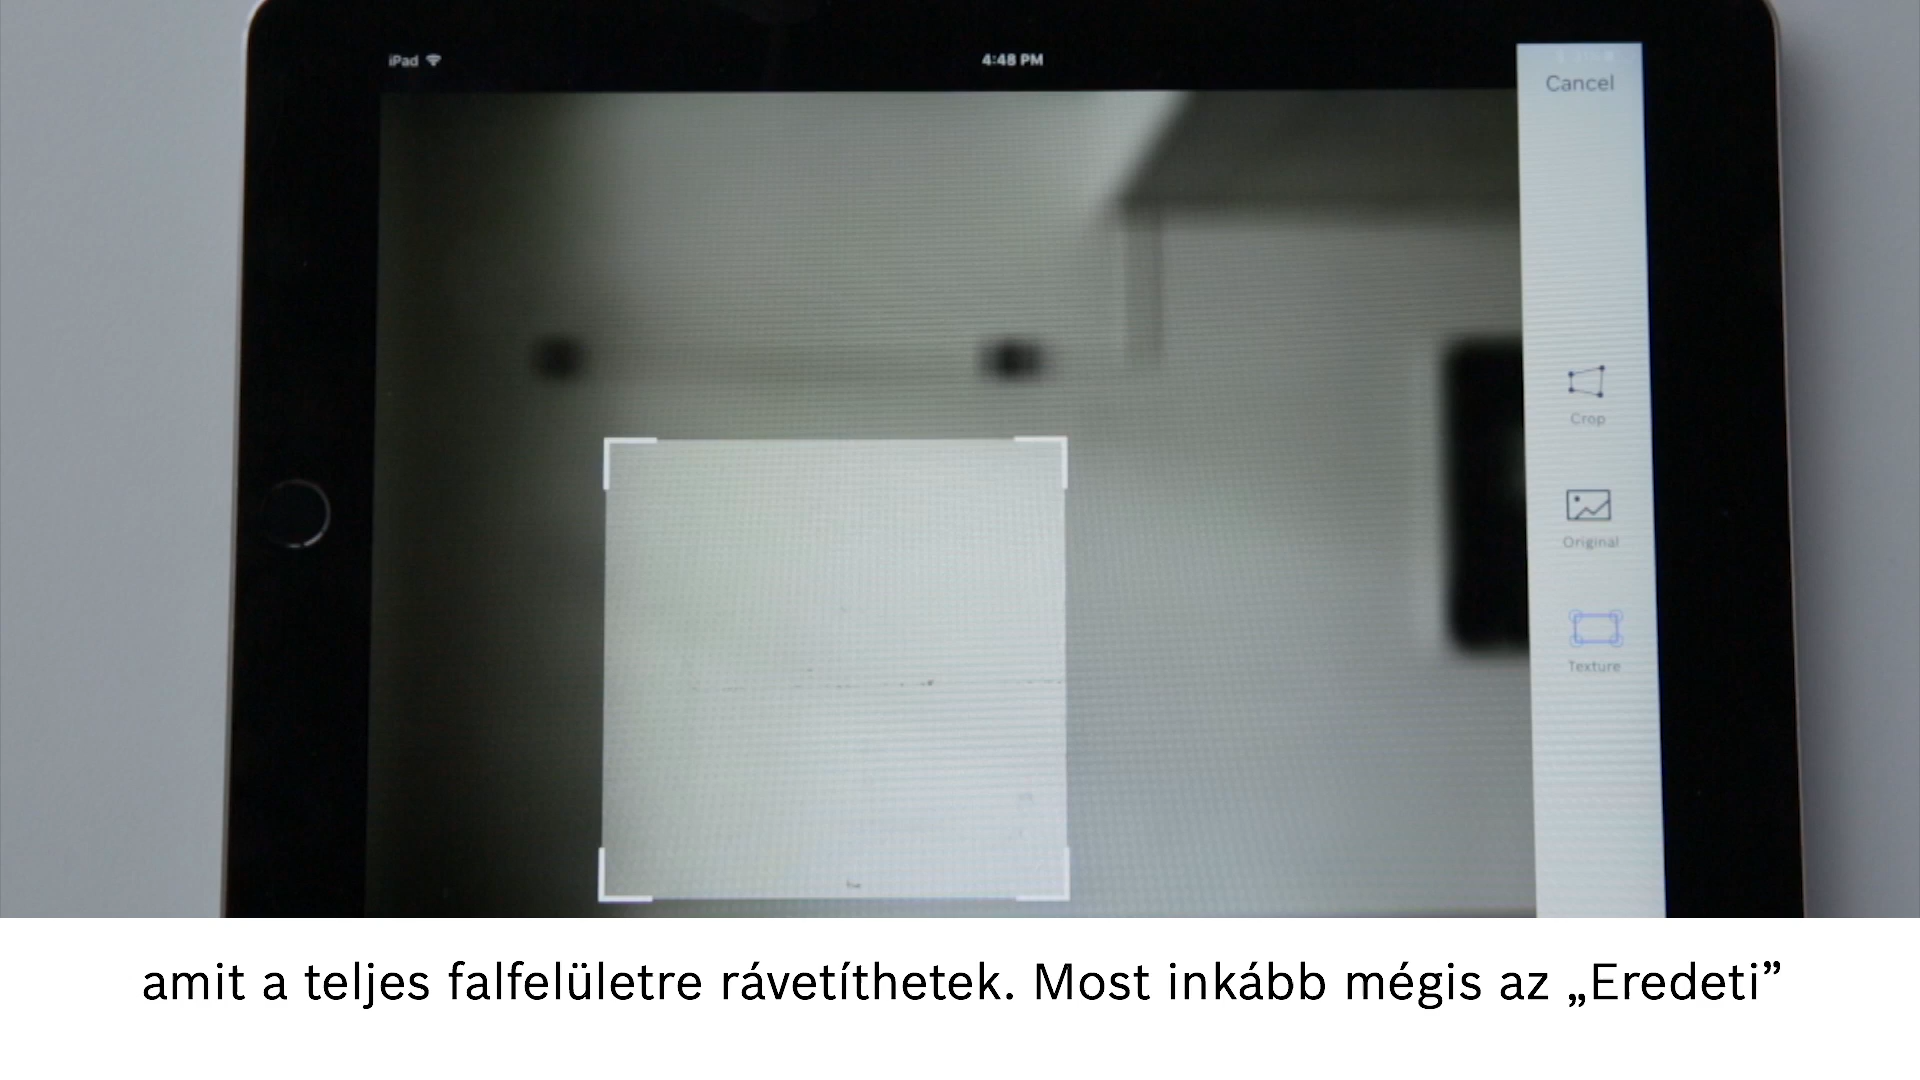 iPad
4:48 PM
Cancel
Crop
Original
Texture
amit a teljes falfelületre rávetíthetek. Most inkább mégis az „Eredeti”